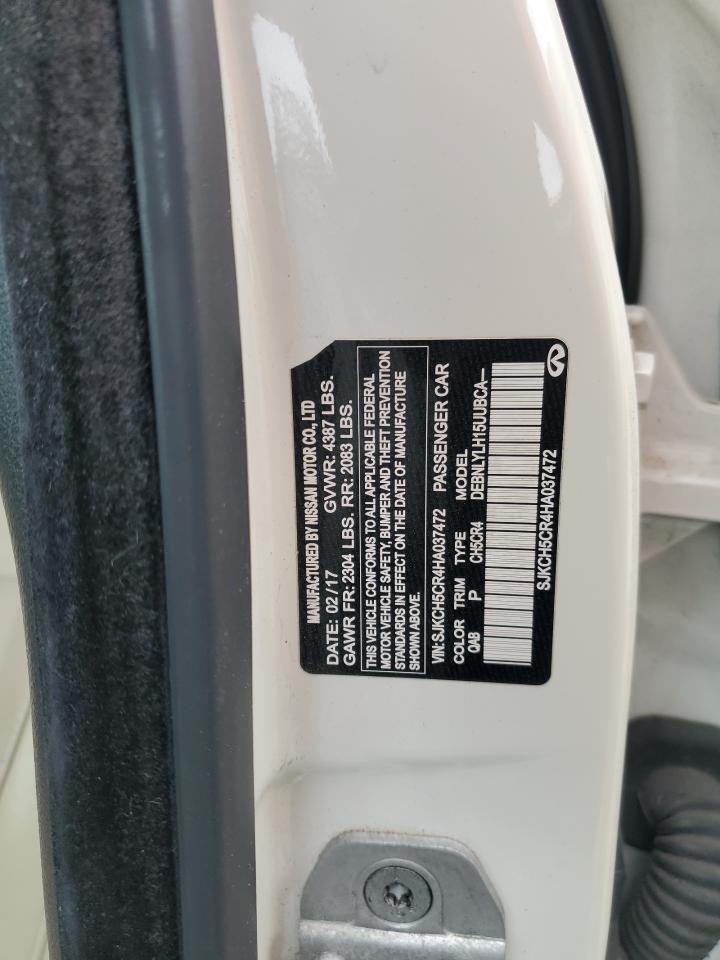 MANUFACTURED BY NISSAN MOTOR CO., LTD
DATE: 02/17 GVWR: 4387 LBS.
GAWR FR: 2304 LBS. RR: 2083 LBS.
THIS VEHICLE CONFORMS TO ALL APPLICABLE FEDERAL
MOTOR VEHICLE SAFETY, BUMPER AND THEFT PREVENTION
STANDARDS IN EFFECT ON THE DATE OF MANUFACTURE
SHOWN ABOVE.
VIN:SJKCH5CR4HA037472 PASSENGER CAR
COLOR TRIM TYPE MODEL
QAB P CH5CR4 DEBNLYLH15UUBCA—
SJKCH5CR4HA037472